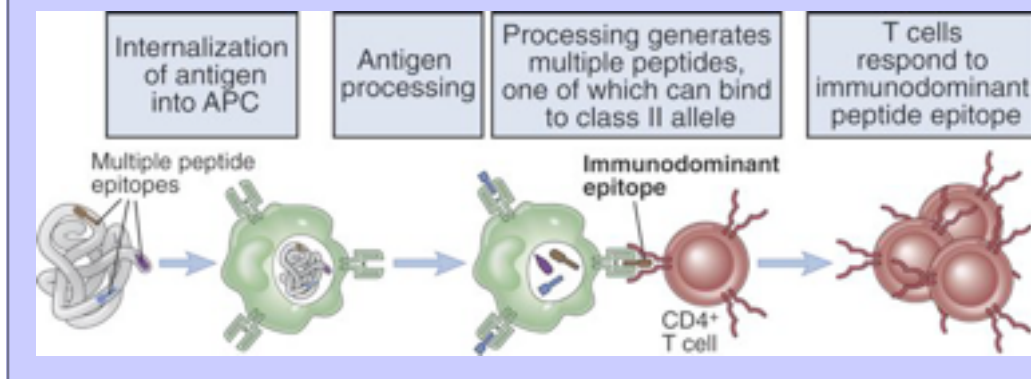 Internalization
of antigen
into APC
Antigen
processing
Processing generates
multiple peptides,
one of which can bind
to class II allele
T cells
respond to
immunodominant
peptide epitope
Multiple peptide
epitopes
Immunodominant
epitope
CD4+
T cell